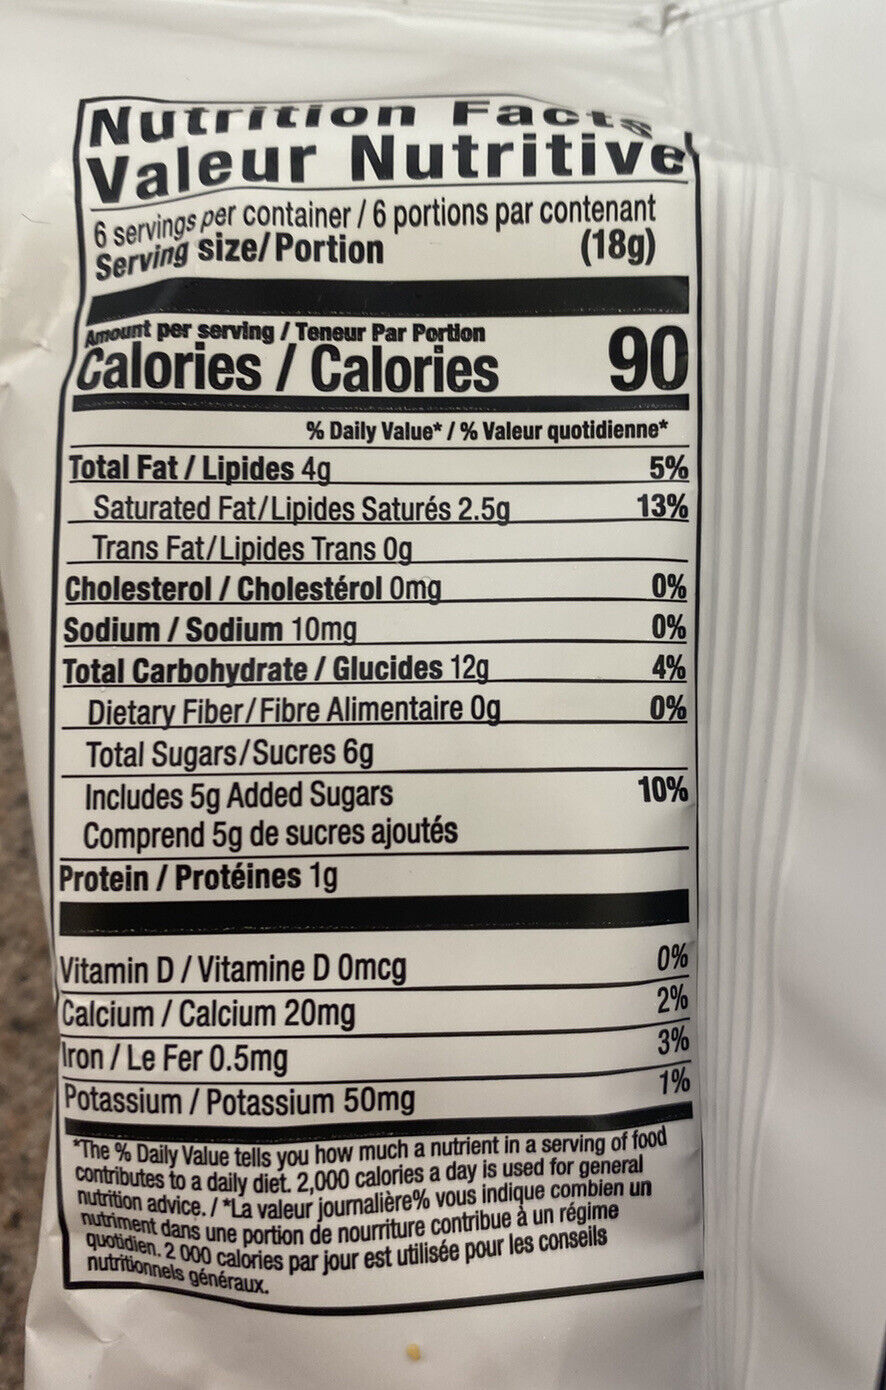 Nutrition Facts
Valeur Nutritive
6 servings per container / 6 portions par contenant
Serving size/Portion (18g)
Amount per serving / Teneur Par Portion
Calories / Calories 90
% Daily Value* / % Valeur quotidienne*
Total Fat / Lipides 4g 5%
Saturated Fat/Lipides Saturés 2.5g 13%
Trans Fat/Lipides Trans 0g
Cholesterol / Cholestérol 0mg 0%
Sodium / Sodium 10mg 0%
Total Carbohydrate / Glucides 12g 4%
Dietary Fiber/Fibre Alimentaire 0g 0%
Total Sugars/Sucres 6g
Includes 5g Added Sugars 10%
Comprend 5g de sucres ajoutés
Protein / Protéines 1g
Vitamin D / Vitamine D 0mcg 0%
Calcium / Calcium 20mg 2%
Iron / Le Fer 0.5mg 3%
Potassium / Potassium 50mg 1%
*The % Daily Value tells you how much a nutrient in a serving of food
contributes to a daily diet. 2,000 calories a day is used for general
nutrition advice. / *La valeur journalière% vous indique combien un
nutriment dans une portion de nourriture contribue à un régime
quotidien. 2 000 calories par jour est utilisée pour les conseils
nutritionnels généraux.